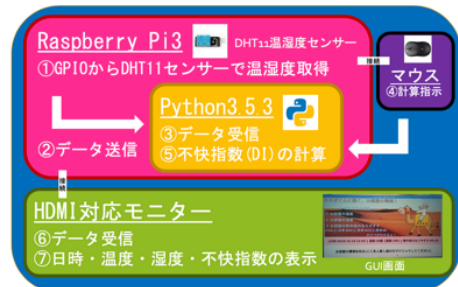 Raspberry Pi3
DHT11温湿度センサー
①GPIOからDHT11センサーで温湿度取得
接続
マウス
④計算指示
Python3.5.3
③データ受信
⑤不快指数(DI)の計算
②データ送信
接続
HDMI対応モニター
⑥データ受信
⑦日時・温度・湿度・不快指数の表示
GUI画面